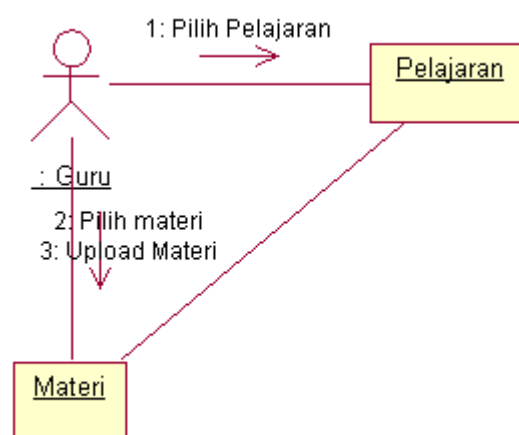 1: Pilih Pelajaran
Pelajaran
: Guru
2: Pilih materi
3: Upload Materi
Materi